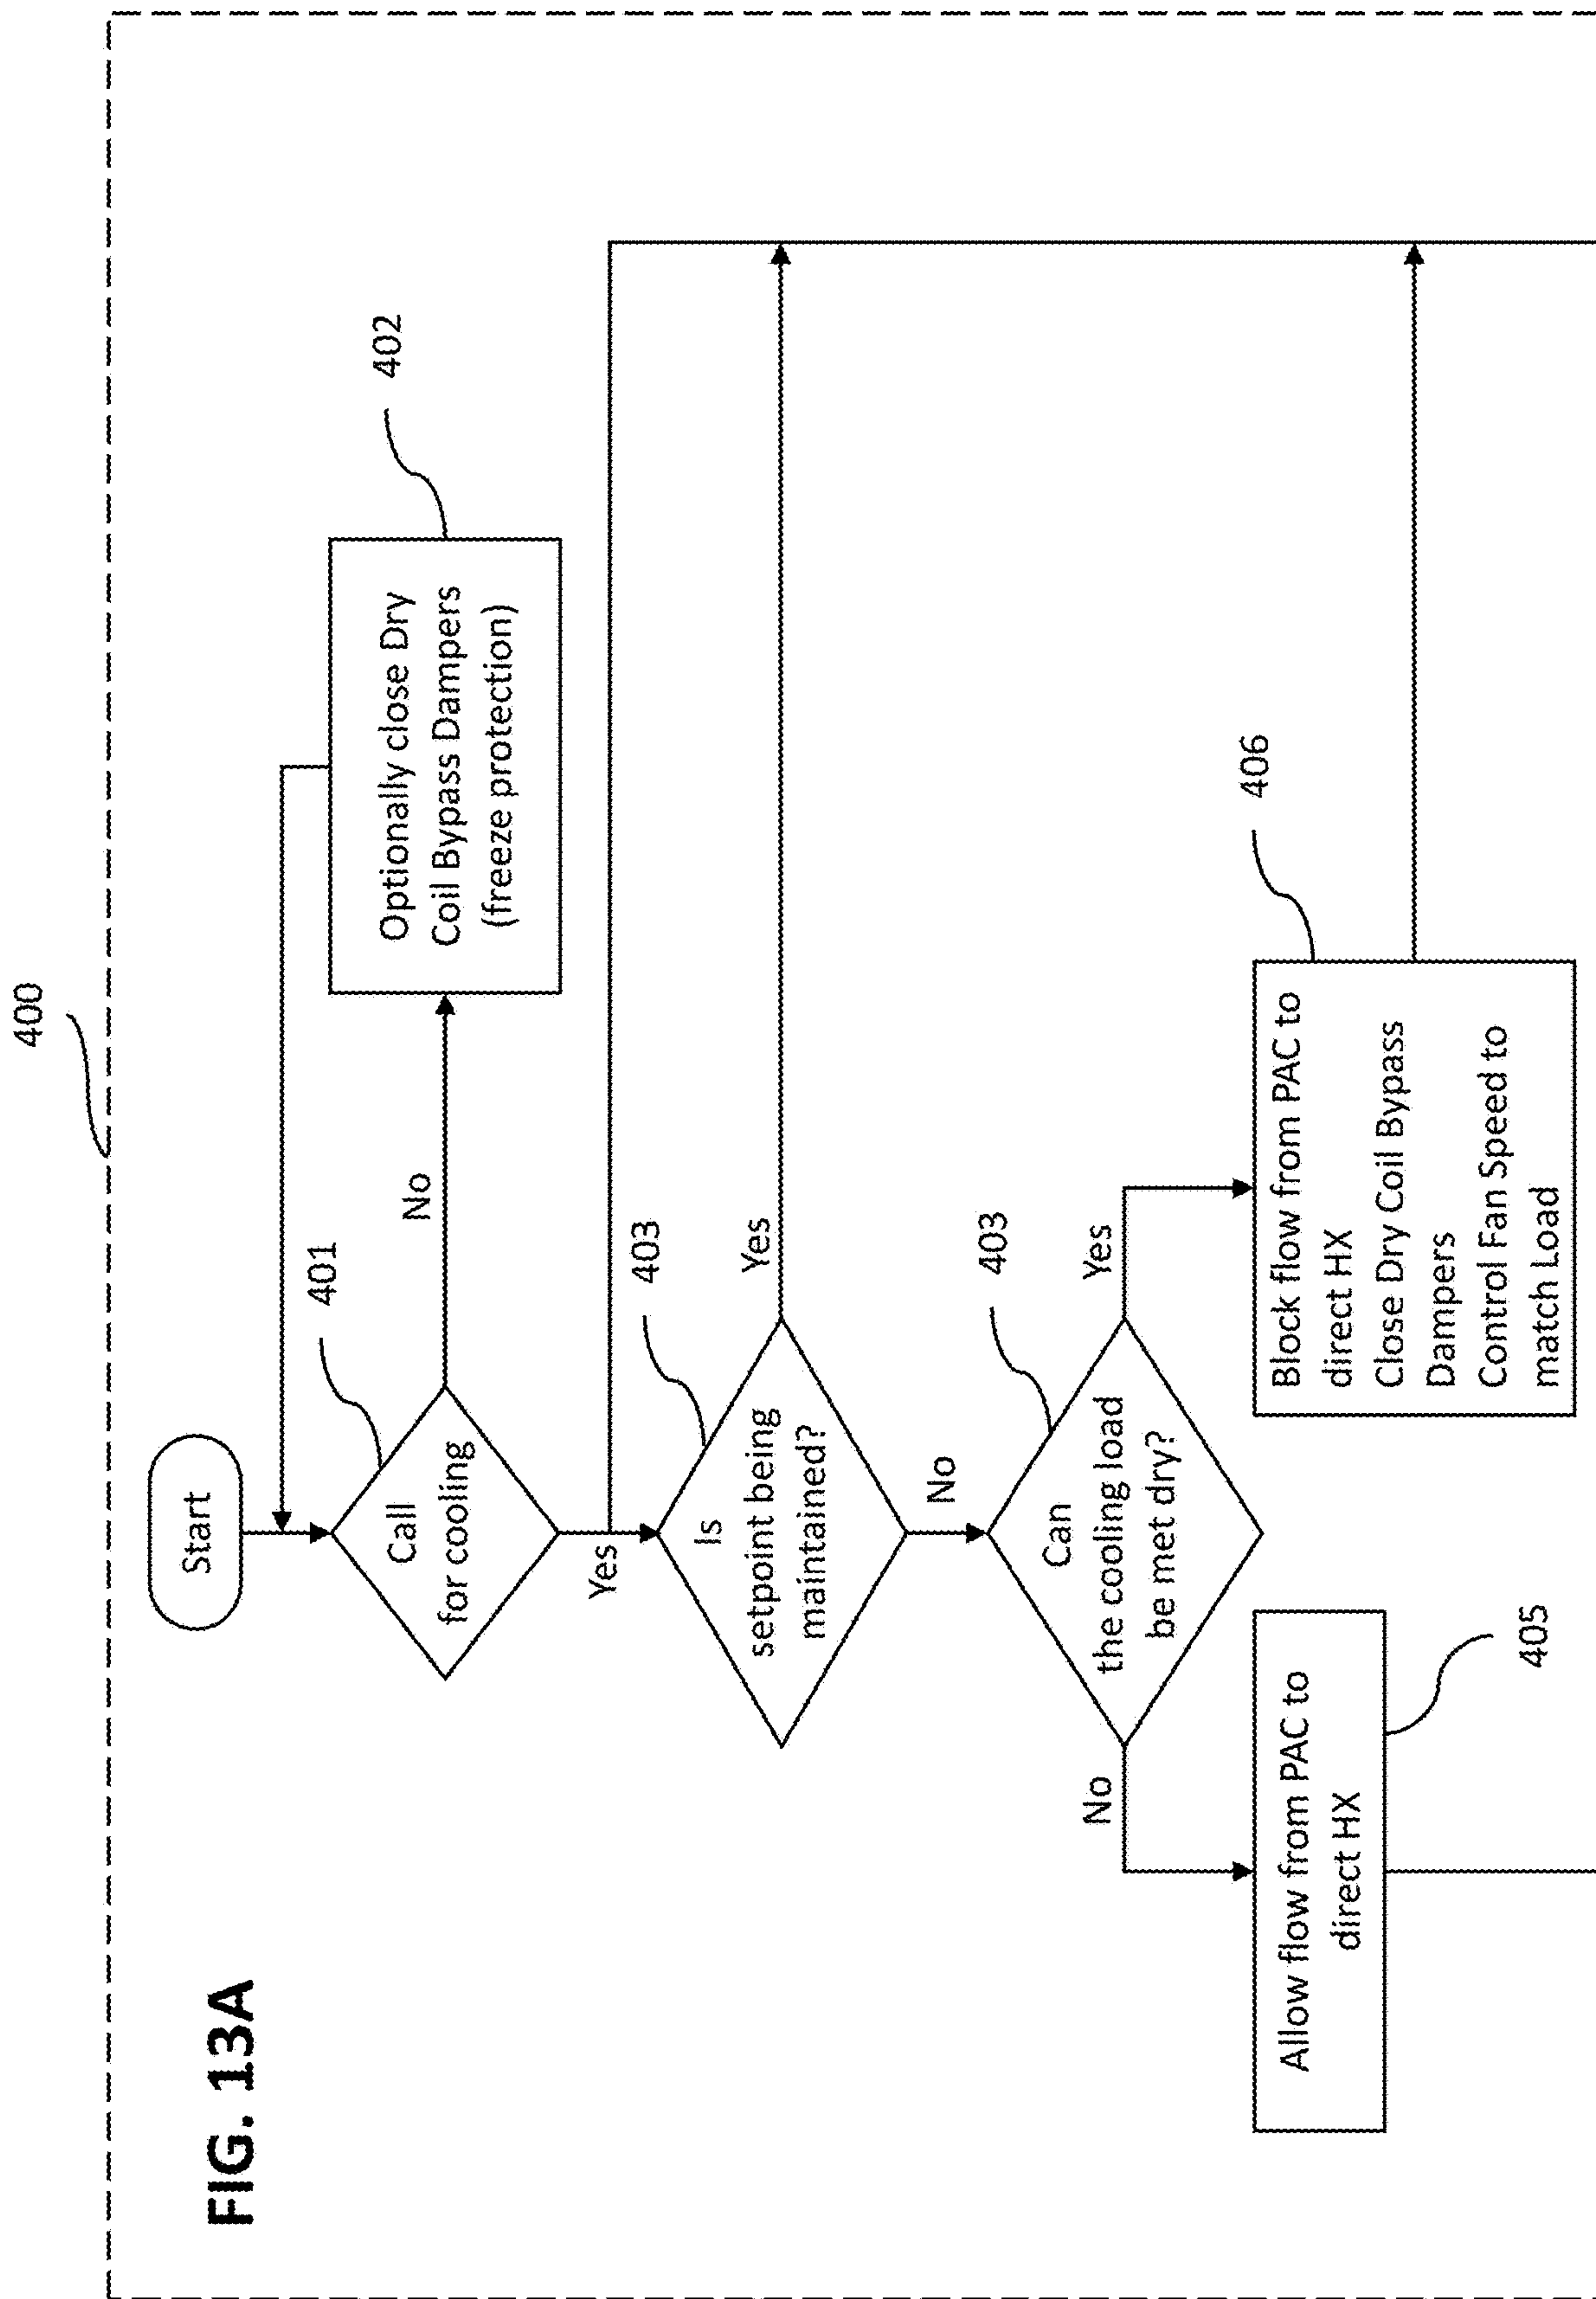 400
FIG. 13A
Start
401
Call
for cooling
No
402
Optionally close Dry
Coil Bypass Dampers
(freeze protection)
Yes
403
Is
setpoint being
maintained?
Yes
No
403
Can
the cooling load
be met dry?
No
Yes
Allow flow from PAC to
direct HX
405
406
Block flow from PAC to
direct HX
Close Dry Coil Bypass
Dampers
Control Fan Speed to
match Load